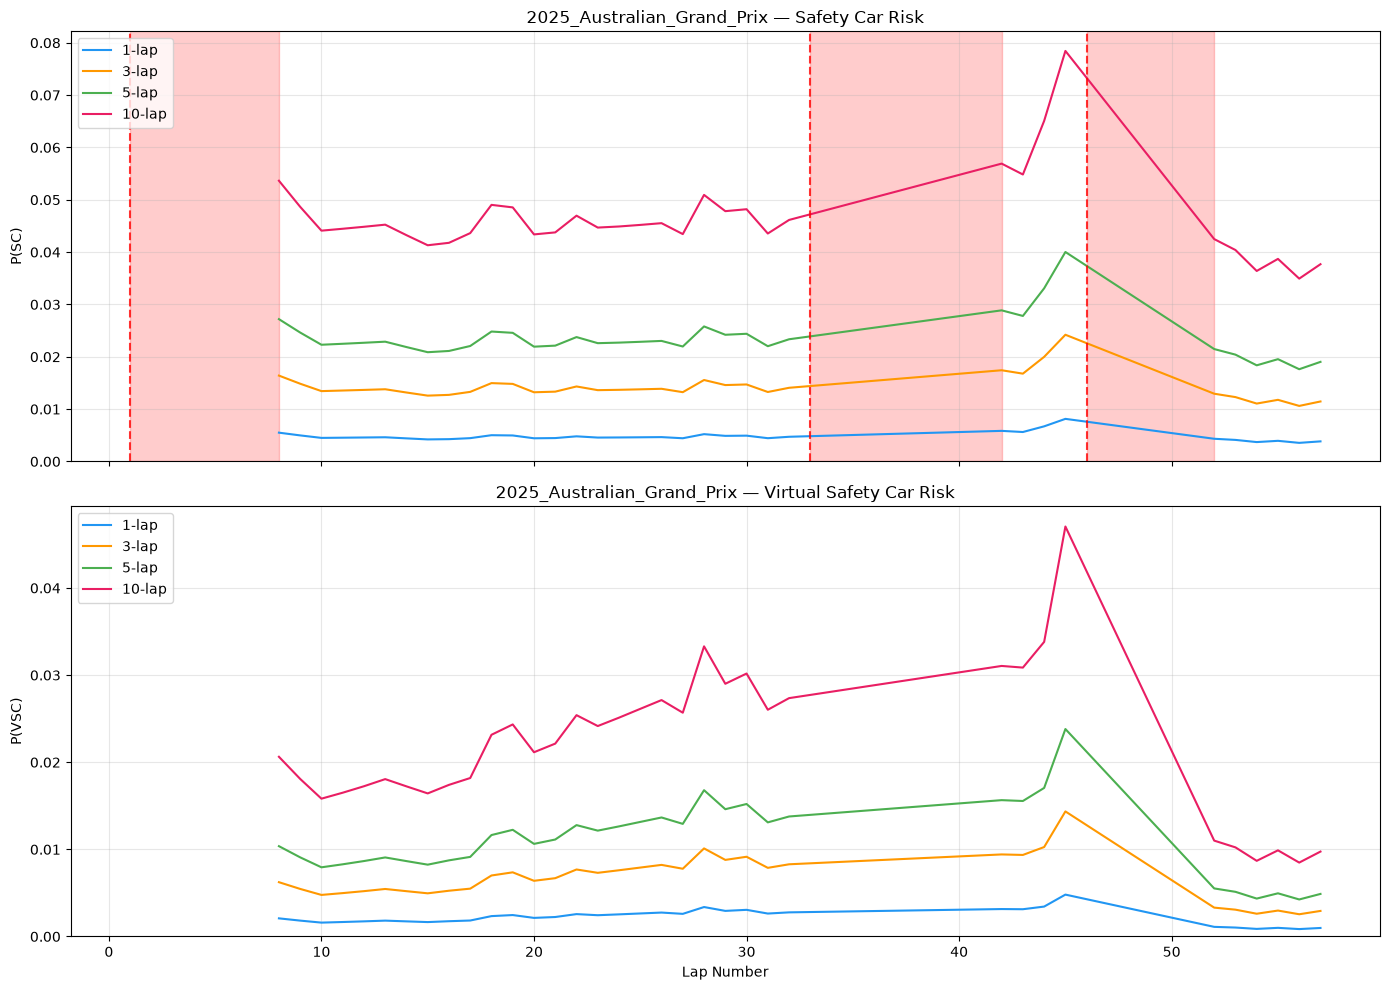 2025_Australian_Grand_Prix — Safety Car Risk
1-lap
3-lap
5-lap
10-lap
0.08
0.07
0.06
0.05
0.04
0.03
0.02
0.01
0.00
P(SC)
2025_Australian_Grand_Prix — Virtual Safety Car Risk
1-lap
3-lap
5-lap
10-lap
0.04
0.03
0.02
0.01
0.00
P(VSC)
0 10 20 30 40 50
Lap Number